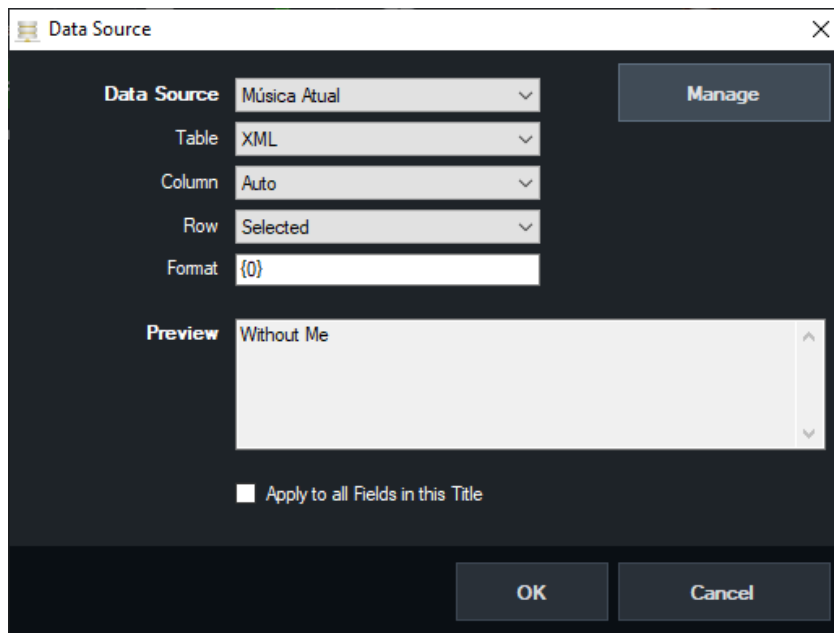 Data Source
Data Source Música Atual Manage
Table XML
Column Auto
Row Selected
Format {0}
Preview Without Me
Apply to all Fields in this Title
OK Cancel